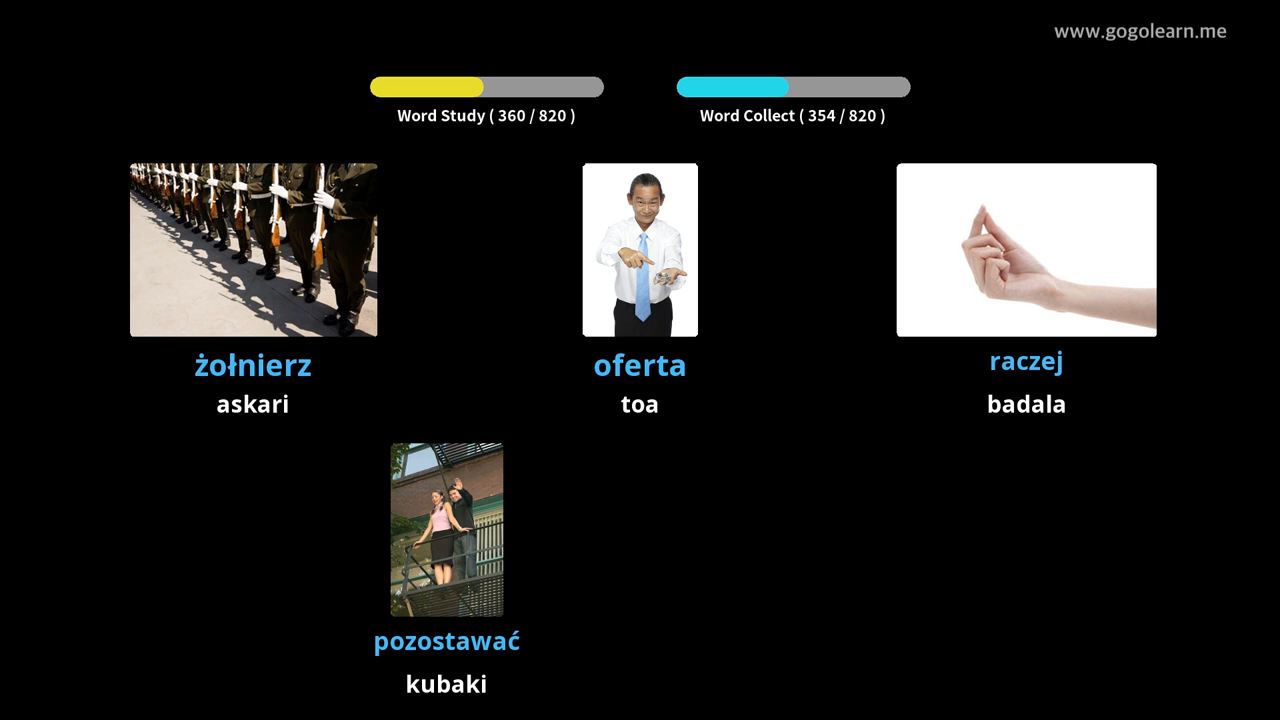 www.gogolearn.me
Word Study ( 360 / 820 )
Word Collect ( 354 / 820 )
żołnierz
askari
oferta
toa
raczej
badala
pozostawać
kubaki